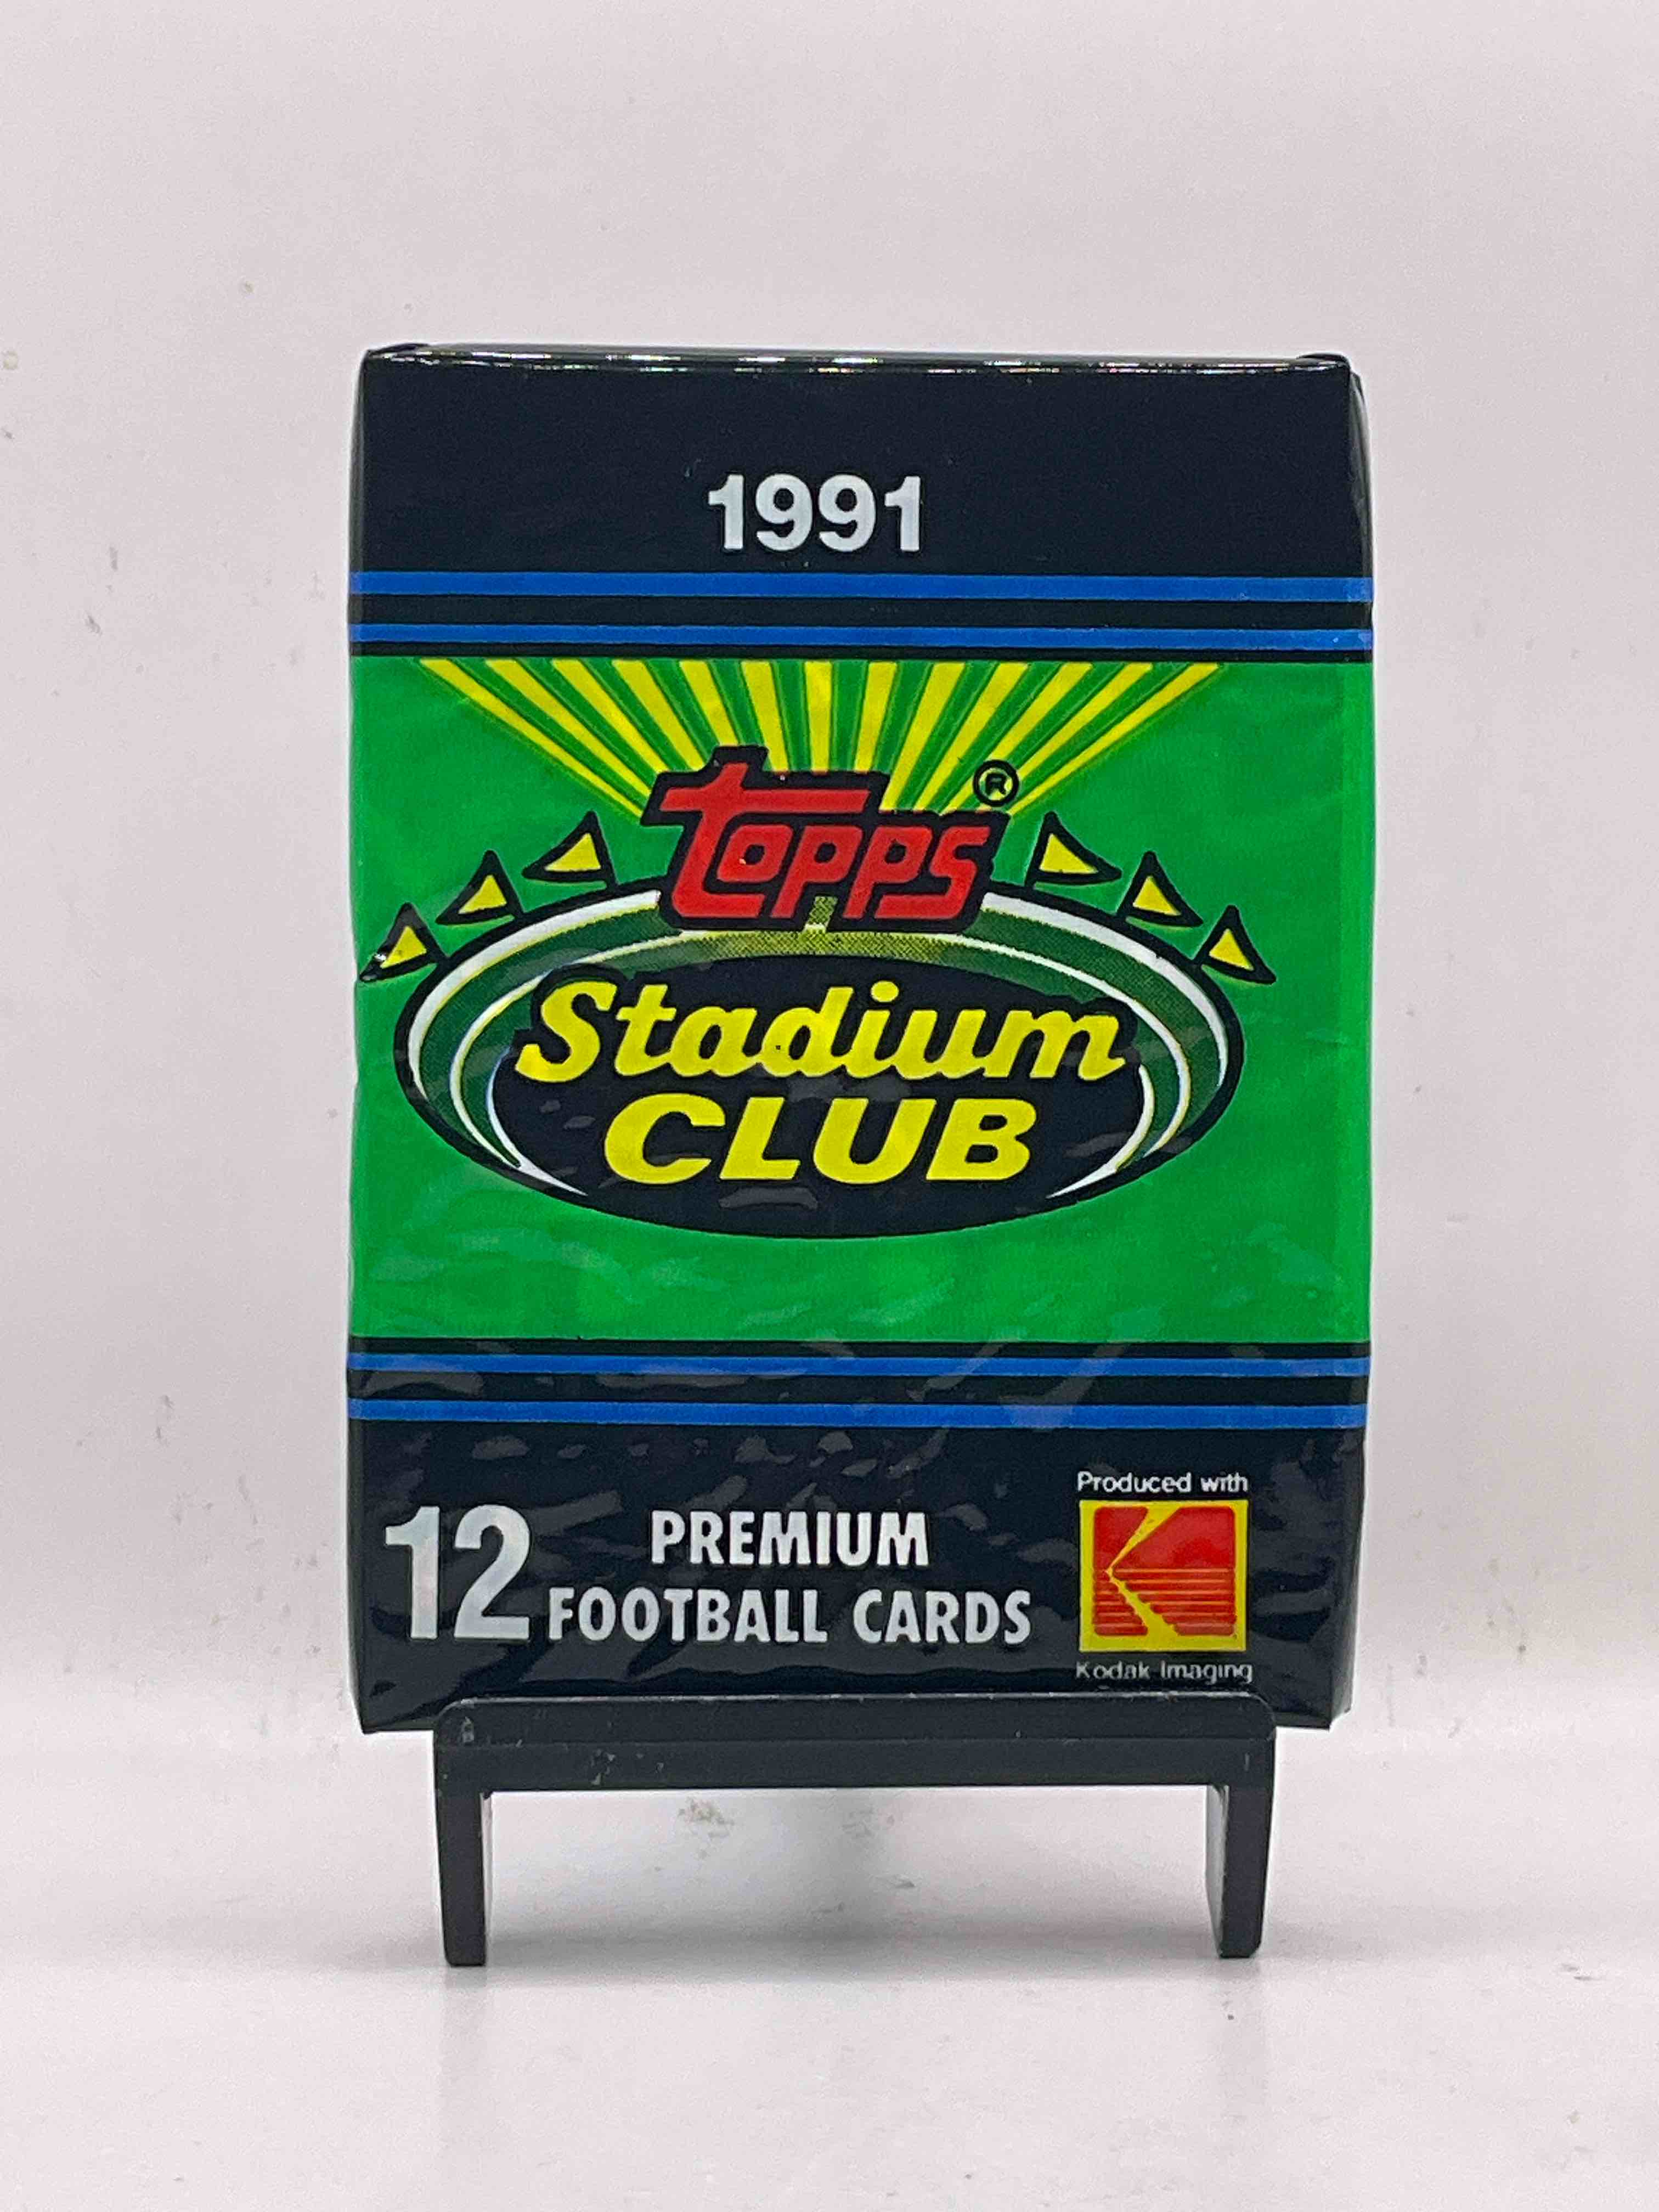 1991
Topps ®
Stadium
CLUB
Produced with
12 PREMIUM
FOOTBALL CARDS
K
Kodak Imaging